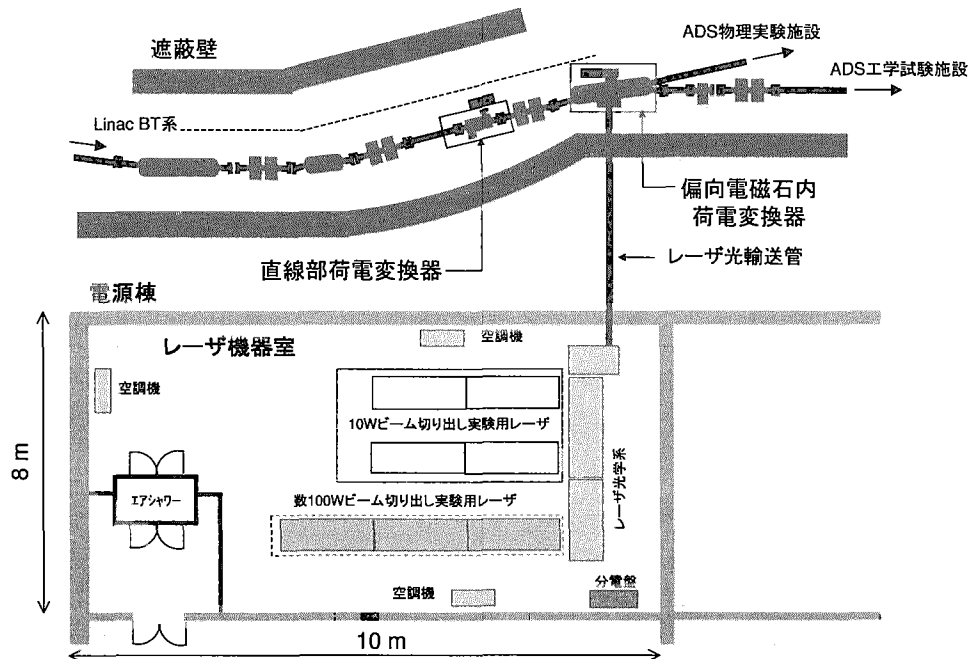 ADS物理実験施設
遮蔽壁
ADS工学試験施設
Linac BT系
偏向電磁石内
荷電変換器
直線部荷電変換器
レーザ光輸送管
電源棟
レーザ機器室
空調機
空調機
10Wビーム切り出し実験用レーザ
8 m
エアシャワー
数100Wビーム切り出し実験用レーザ
レーザ光学系
空調機
分電盤
10 m